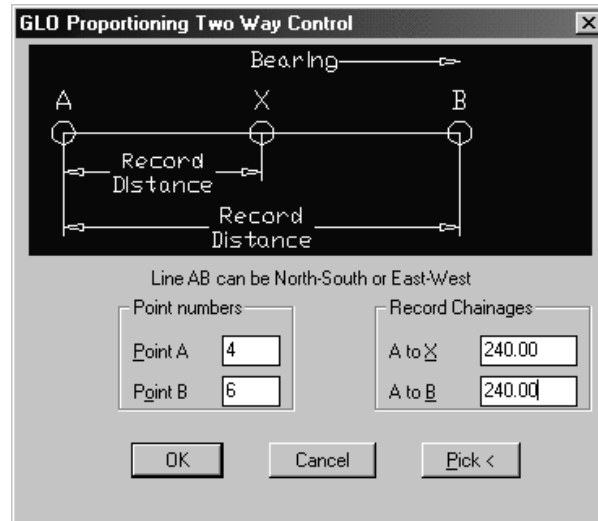 GLO Proportioning Two Way Control
Bearing
A X B
Record
Distance
Record
Distance
Line AB can be North-South or East-West
Point numbers Record Chainages
Point A 4 A to X 240.00
Point B 6 A to B 240.00
OK Cancel Pick <